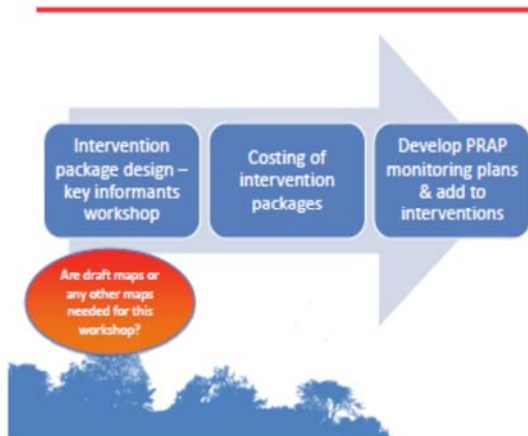 Intervention
package design –
key informants
workshop
Costing of
intervention
packages
Develop PRAP
monitoring plans
& add to
interventions
Are draft maps or
any other maps
needed for this
workshop?